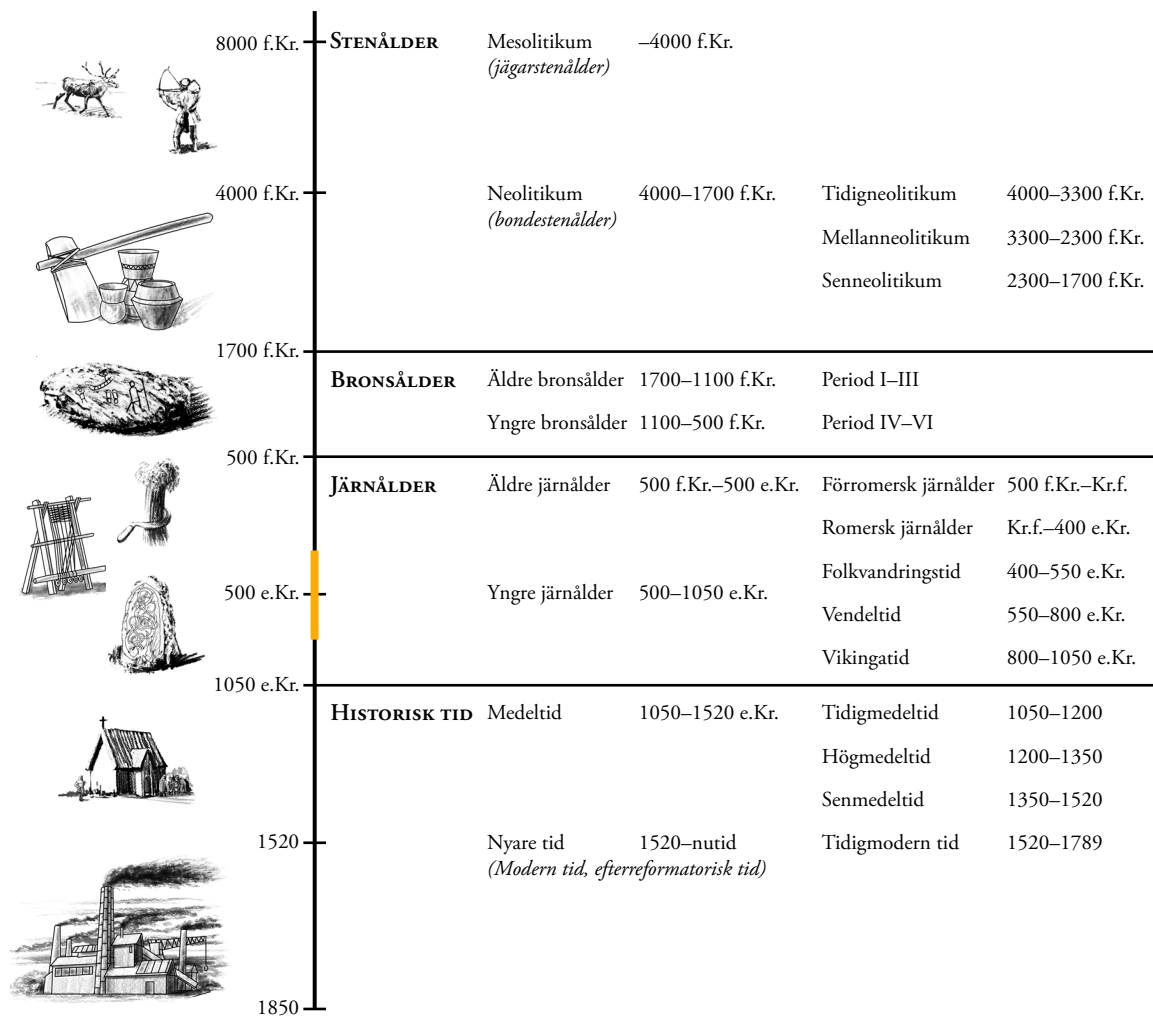 8000 f.Kr. STENÅLDER Mesolitikum –4000 f.Kr.
(jägarstenålder)
4000 f.Kr. Neolitikum 4000–1700 f.Kr. Tidigneolitikum 4000–3300 f.Kr.
(bondestenålder)
Mellanneolitikum 3300–2300 f.Kr.
Senneolitikum 2300–1700 f.Kr.
1700 f.Kr.
BRONSÅLDER Äldre bronsålder 1700–1100 f.Kr. Period I–III
Yngre bronsålder 1100–500 f.Kr. Period IV–VI
500 f.Kr.
JÄRNÅLDER Äldre järnålder 500 f.Kr.–500 e.Kr. Förromersk järnålder 500 f.Kr.–Kr.f.
Romersk järnålder Kr.f.–400 e.Kr.
Folkvandringstid 400–550 e.Kr.
500 e.Kr. Yngre järnålder 500–1050 e.Kr.
Vendeltid 550–800 e.Kr.
Vikingatid 800–1050 e.Kr.
1050 e.Kr.
HISTORISK TID Medeltid 1050–1520 e.Kr. Tidigmedeltid 1050–1200
Högmedeltid 1200–1350
Senmedeltid 1350–1520
1520 Nyare tid 1520–nutid Tidigmodern tid 1520–1789
(Modern tid, efterreformatorisk tid)
1850